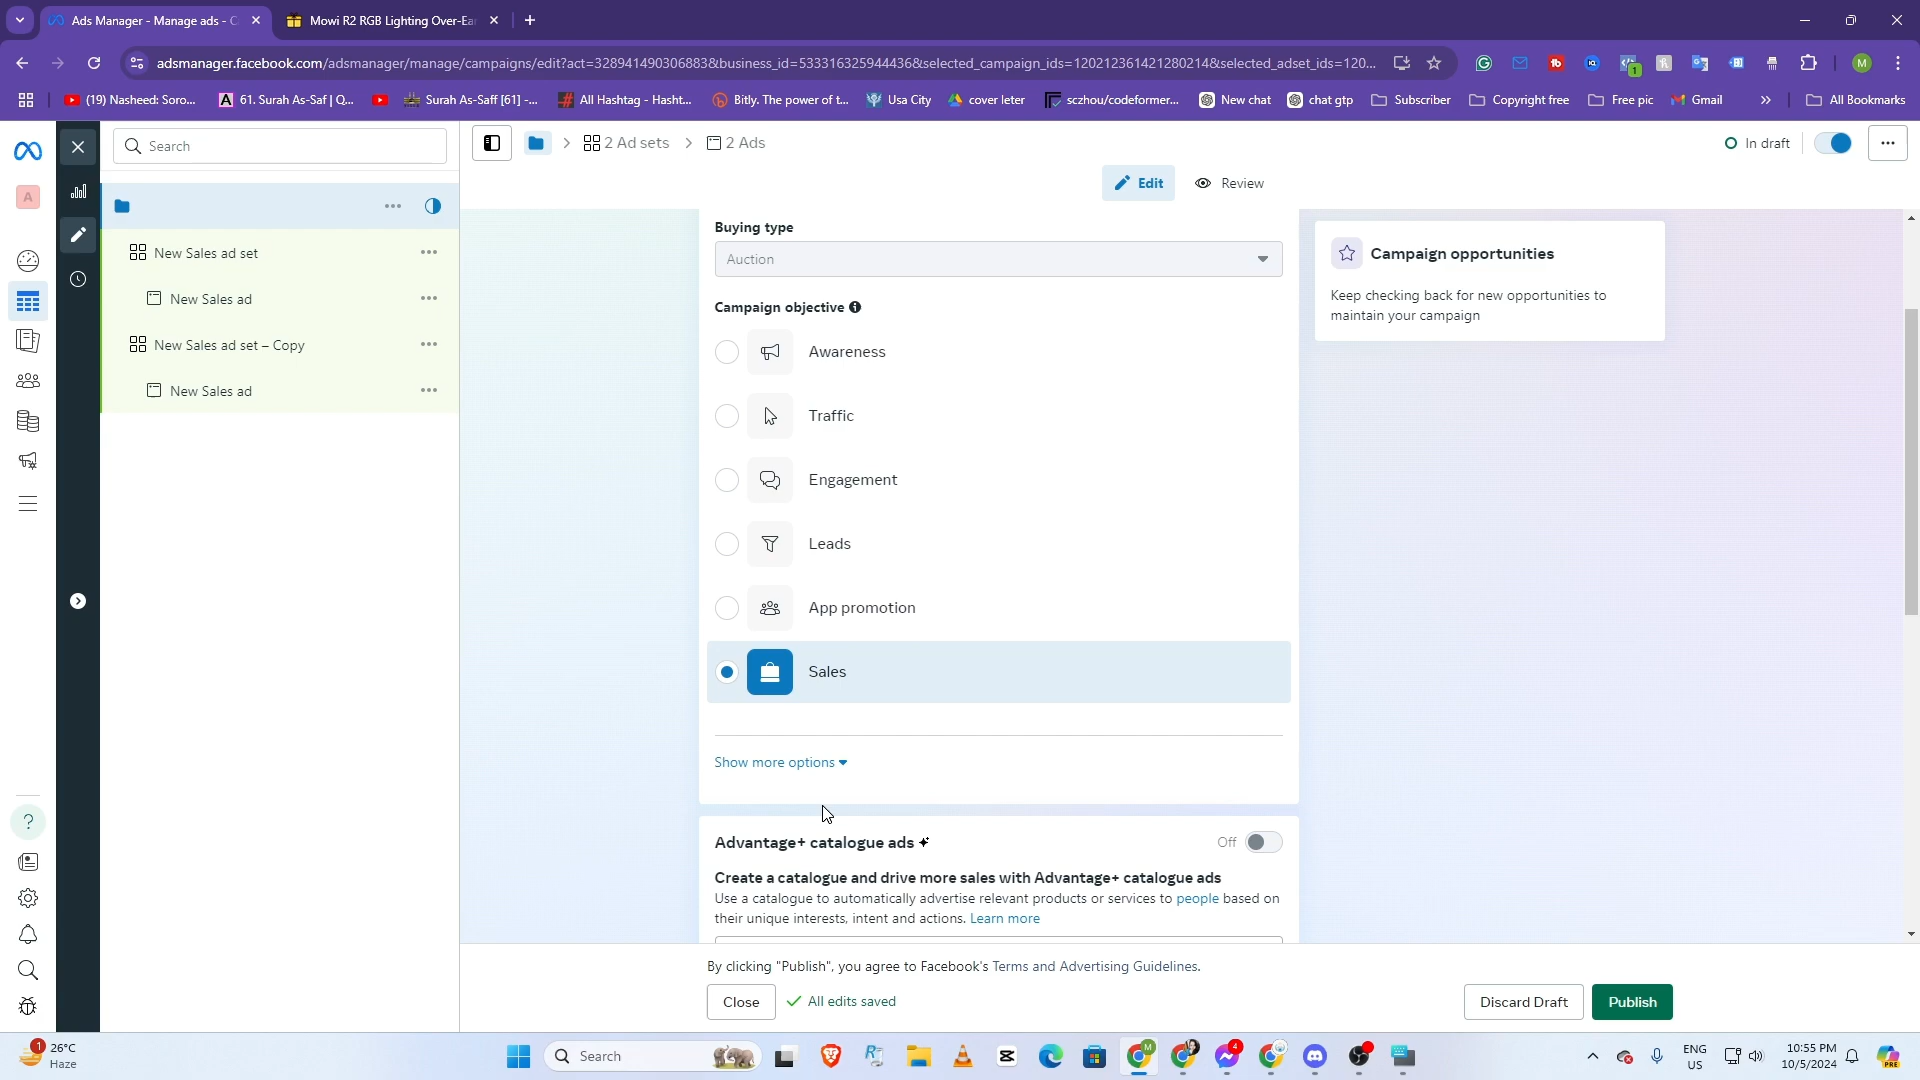 Ads Manager - Manage ads - C
Mowi R2 RGB Lighting Over-Ear
adsmanager.facebook.com/adsmanager/manage/campaigns/edit?act=328941490306883&business_id=533316325944436&selected_campaign_ids=120212361421280214&selected_adset_ids=120...
1
M
(19) Nasheed: Soro...
61. Surah As-Saf | Q...
Surah As-Saff [61] -...
All Hashtag - Hasht...
Bitly. The power of t...
Usa City
cover leter
sczhou/codeformer...
New chat
chat gtp
Subscriber
Copyright free
Free pic
Gmail
All Bookmarks
Search
2 Ad sets
2 Ads
In draft
A
Edit
Review
New Sales ad set
New Sales ad
New Sales ad set – Copy
New Sales ad
Buying type
Auction
Campaign objective
Awareness
Traffic
Engagement
Leads
App promotion
Sales
Show more options
Campaign opportunities
Keep checking back for new opportunities to
maintain your campaign
Advantage+ catalogue ads
Off
Create a catalogue and drive more sales with Advantage+ catalogue ads
Use a catalogue to automatically advertise relevant products or services to people based on
their unique interests, intent and actions. Learn more
By clicking "Publish", you agree to Facebook's Terms and Advertising Guidelines.
Close
All edits saved
Discard Draft
Publish
1
26°C
Haze
Search
M
4
ENG
US
10:55 PM
10/5/2024
PRE